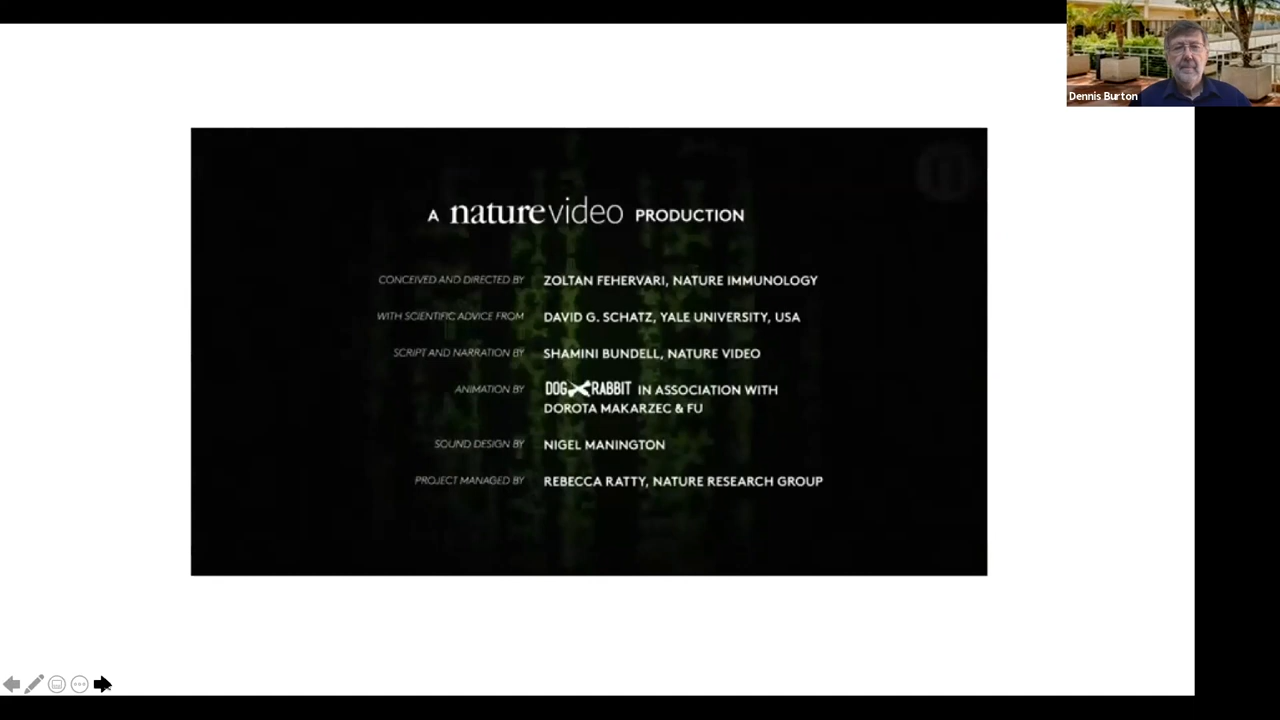 Dennis Burton
A naturevideo PRODUCTION
CONCEIVED AND DIRECTED BY ZOLTAN FEHERVARI, NATURE IMMUNOLOGY
WITH SCIENTIFIC ADVICE FROM DAVID G. SCHATZ, YALE UNIVERSITY, USA
SCRIPT AND NARRATION BY SHAMINI BUNDELL, NATURE VIDEO
ANIMATION BY DOG RABBIT IN ASSOCIATION WITH
DOROTA MAKARZEC & FU
SOUND DESIGN BY NIGEL MANINGTON
PROJECT MANAGED BY REBECCA RATTY, NATURE RESEARCH GROUP